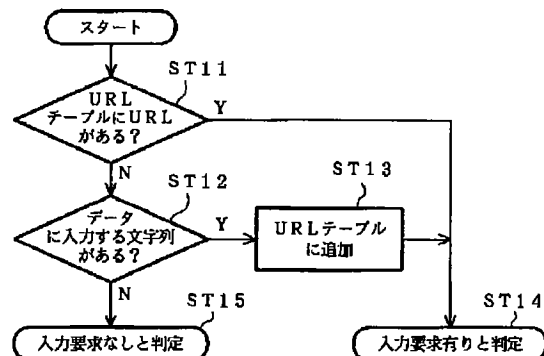 スタート
ST11
URL
テーブルにURL
がある?
Y
N
ST12
データ
に入力する文字列
がある?
Y
ST13
URLテーブル
に追加
N
ST15
入力要求なしと判定
ST14
入力要求有りと判定